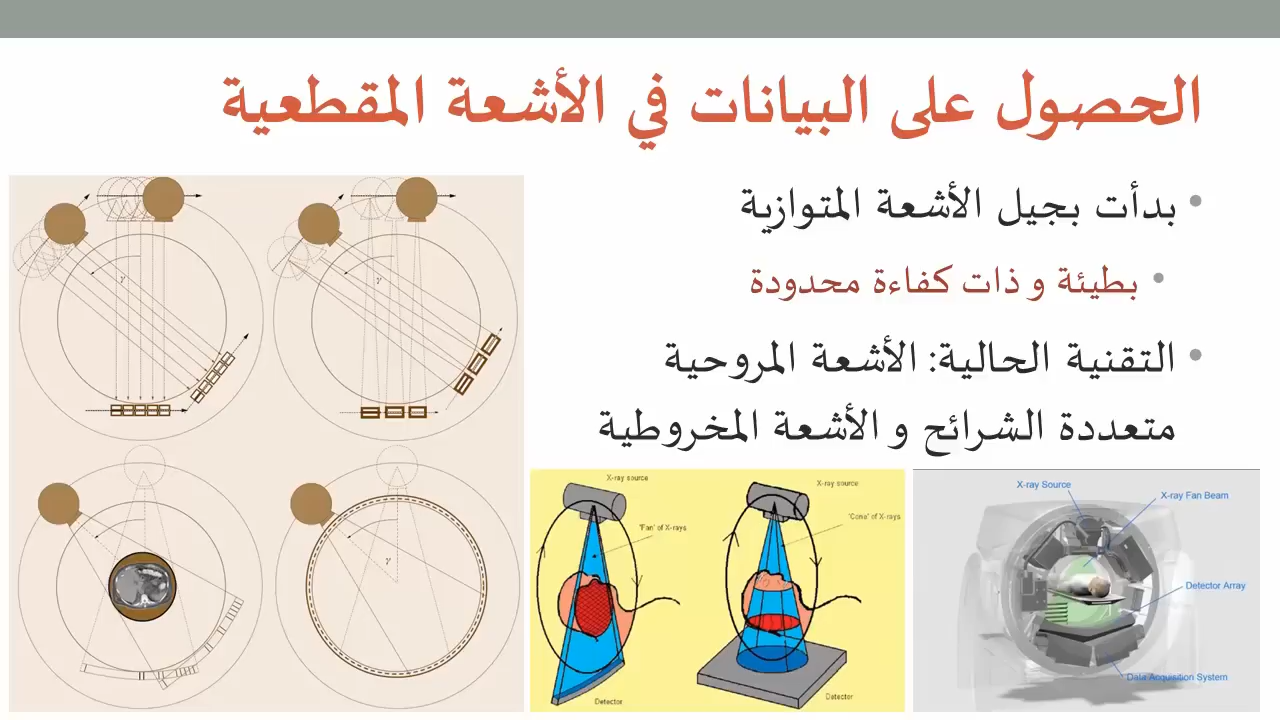 الحصول على البيانات في الأشعة المقطعية
• بدأت بجيل الأشعة المتوازية
• بطيئة و ذات كفاءة محدودة
• التقنية الحالية: الأشعة المروحية
متعددة الشرائح و الأشعة المخروطية
γ
γ
γ
X-ray source
'Fan' of X-rays
Detector
X-ray source
'Cone' of X-rays
Detector
X-ray Source
X-ray Fan Beam
Detector Array
Data Acquisition System